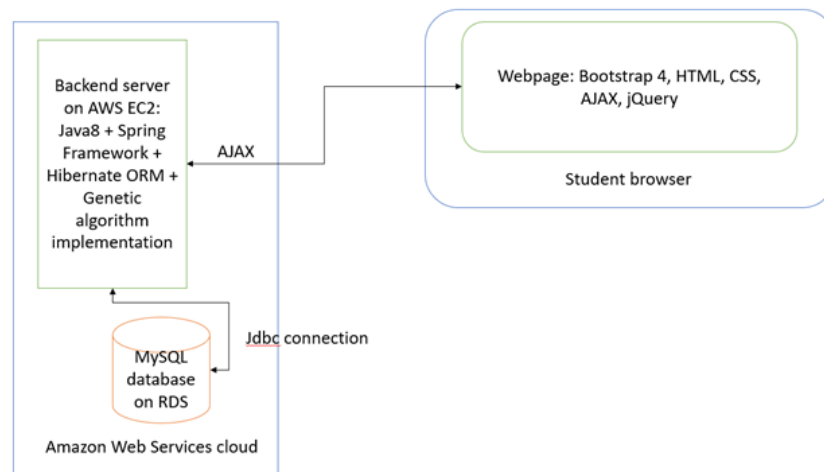 Backend server
on AWS EC2:
Java8 + Spring
Framework +
Hibernate ORM +
Genetic
algorithm
implementation
AJAX
Webpage: Bootstrap 4, HTML, CSS,
AJAX, jQuery
Student browser
Jdbc connection
MySQL
database
on RDS
Amazon Web Services cloud